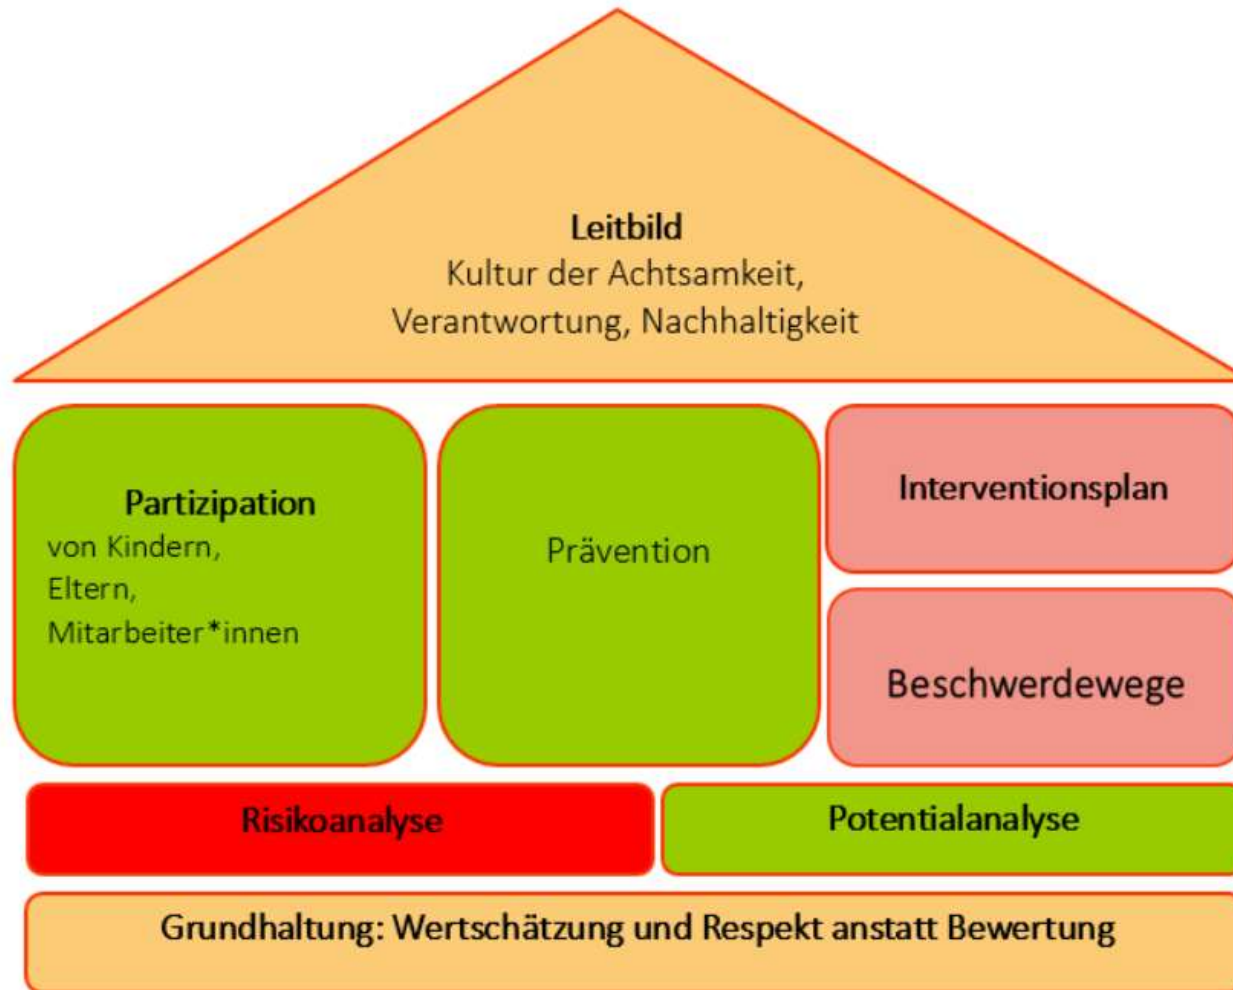 Leitbild
Kultur der Achtsamkeit,
Verantwortung, Nachhaltigkeit
Partizipation
von Kindern,
Eltern,
Mitarbeiter*innen
Prävention
Interventionsplan
Beschwerdewege
Risikoanalyse
Potentialanalyse
Grundhaltung: Wertschätzung und Respekt anstatt Bewertung